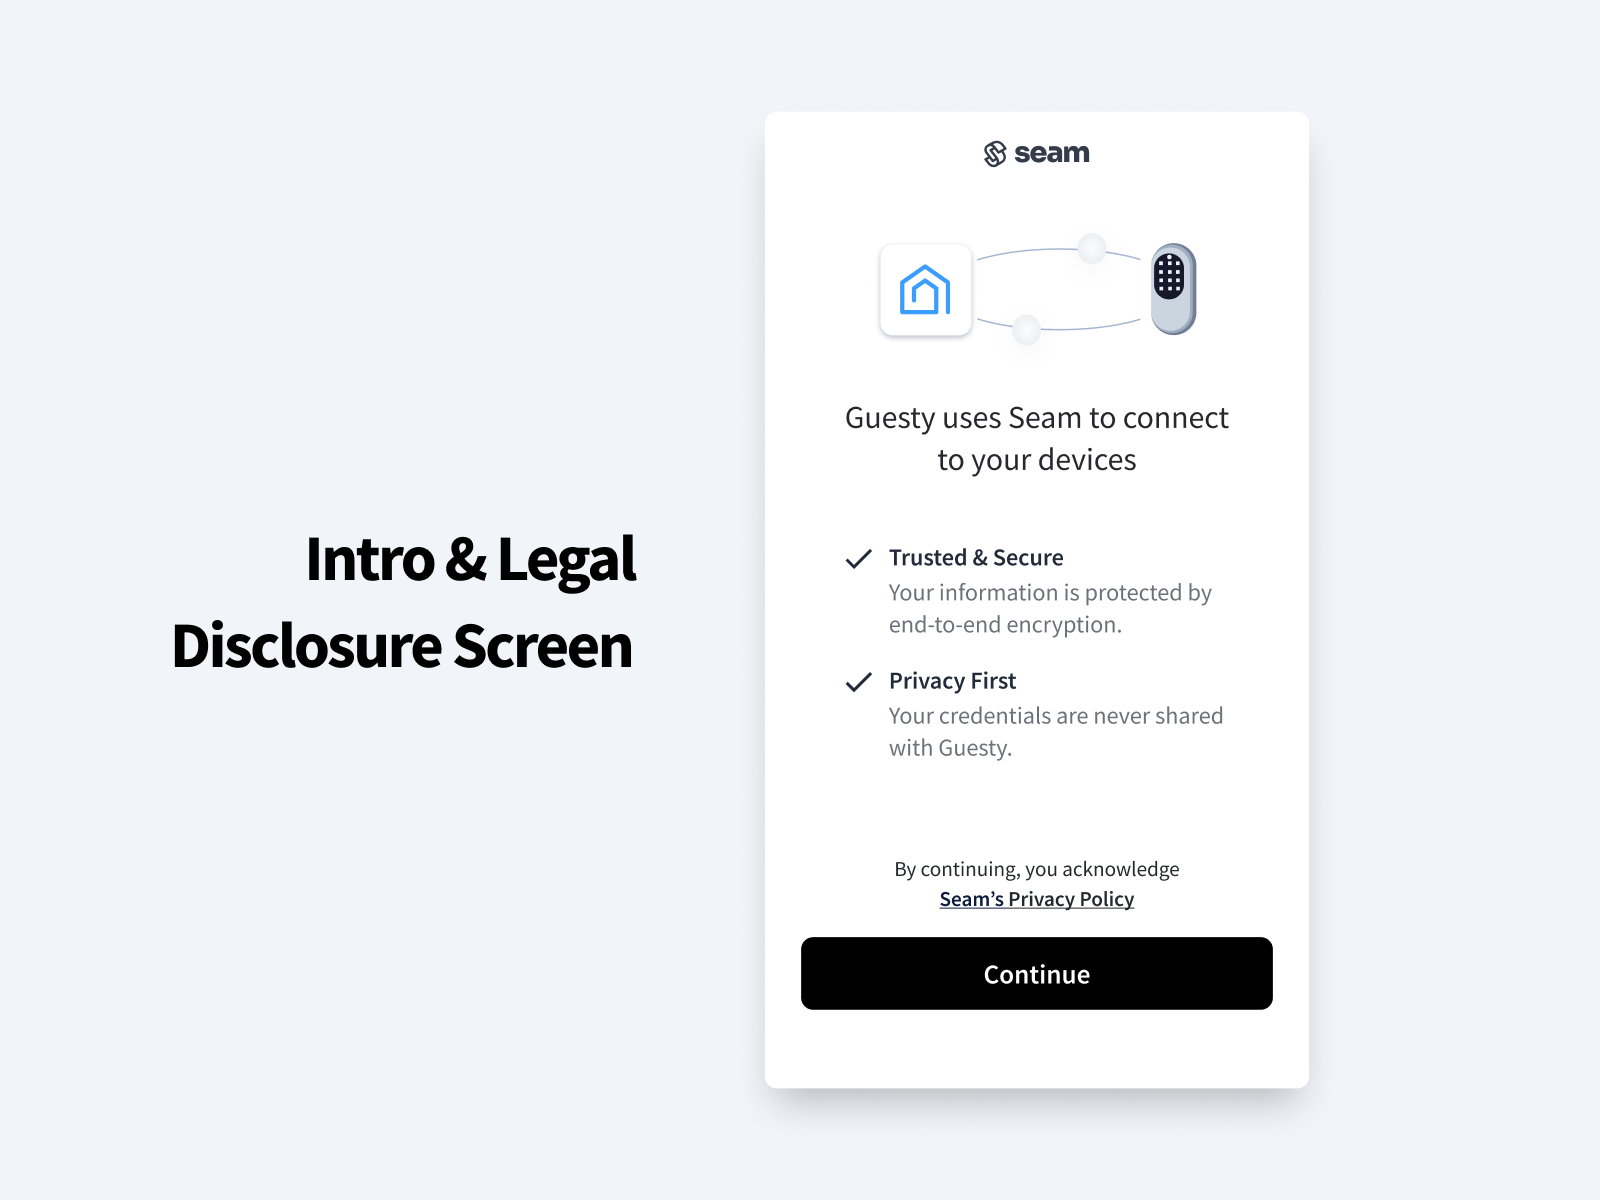 Intro & Legal
Disclosure Screen
seam
Guesty uses Seam to connect
to your devices
Trusted & Secure
Your information is protected by
end-to-end encryption.
Privacy First
Your credentials are never shared
with Guesty.
By continuing, you acknowledge
Seam’s Privacy Policy
Continue